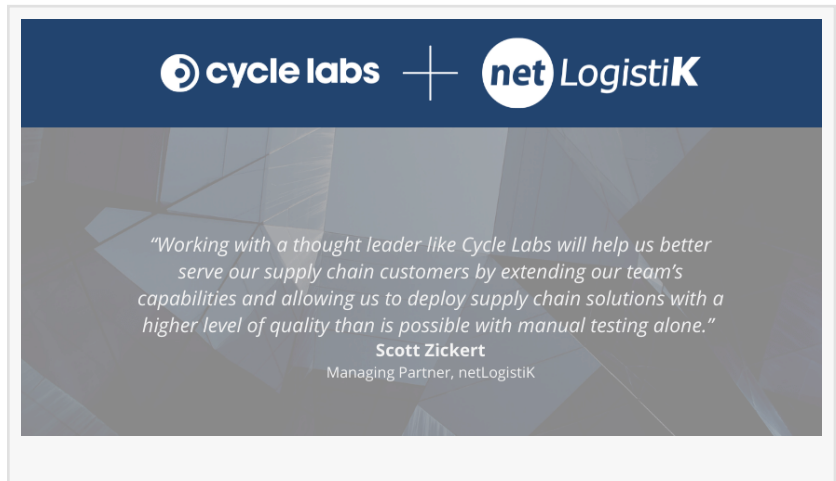 cycle labs + net LogistiK
“Working with a thought leader like Cycle Labs will help us better
serve our supply chain customers by extending our team’s
capabilities and allowing us to deploy supply chain solutions with a
higher level of quality than is possible with manual testing alone.”
Scott Zickert
Managing Partner, netLogistiK